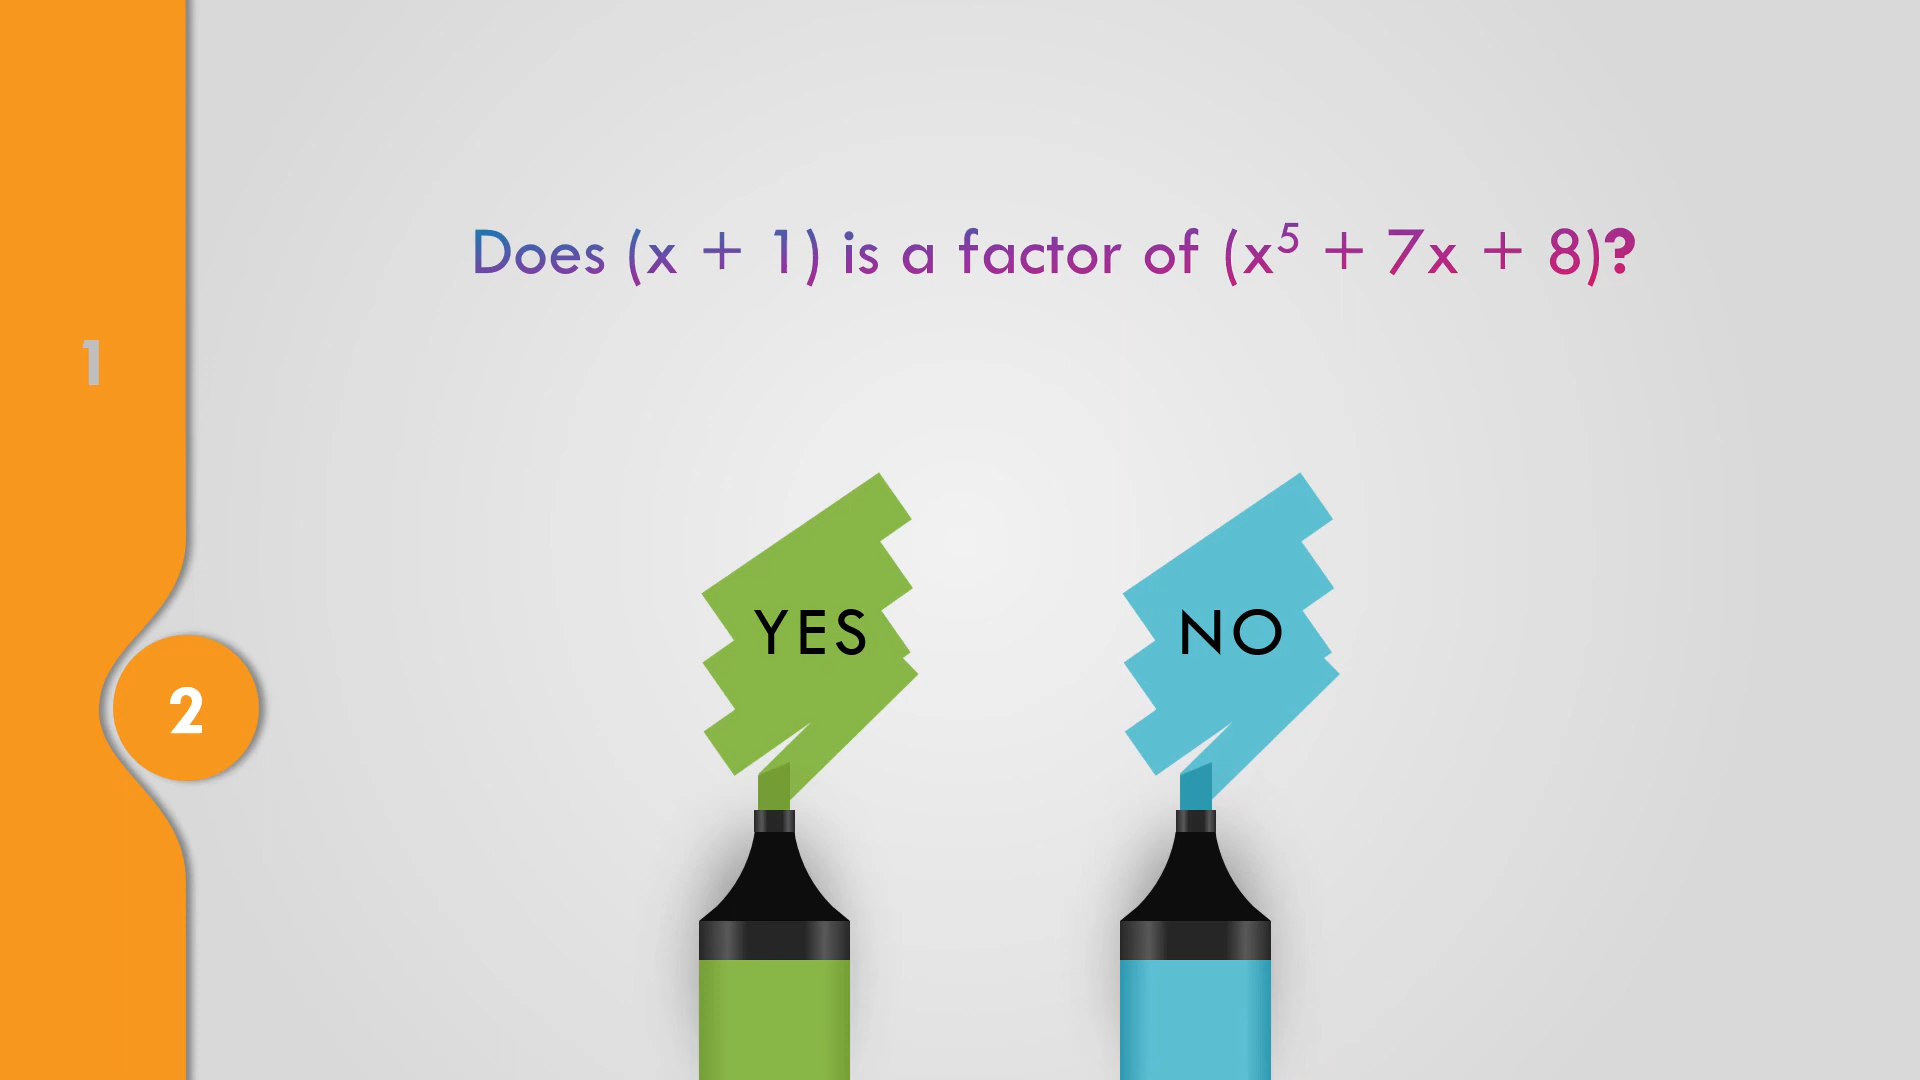 Does (x + 1) is a factor of (x⁵ + 7x + 8)?
1
YES
NO
2